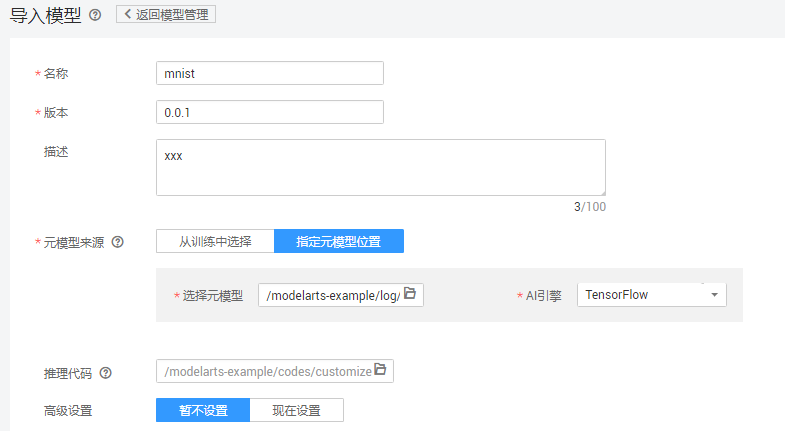 导入模型 返回模型管理
* 名称 mnist
* 版本 0.0.1
描述 xxx
3/100
* 元模型来源 从训练中选择 指定元模型位置
* 选择元模型 /modelarts-example/log/ * AI引擎 TensorFlow
推理代码 /modelarts-example/codes/customize
高级设置 暂不设置 现在设置